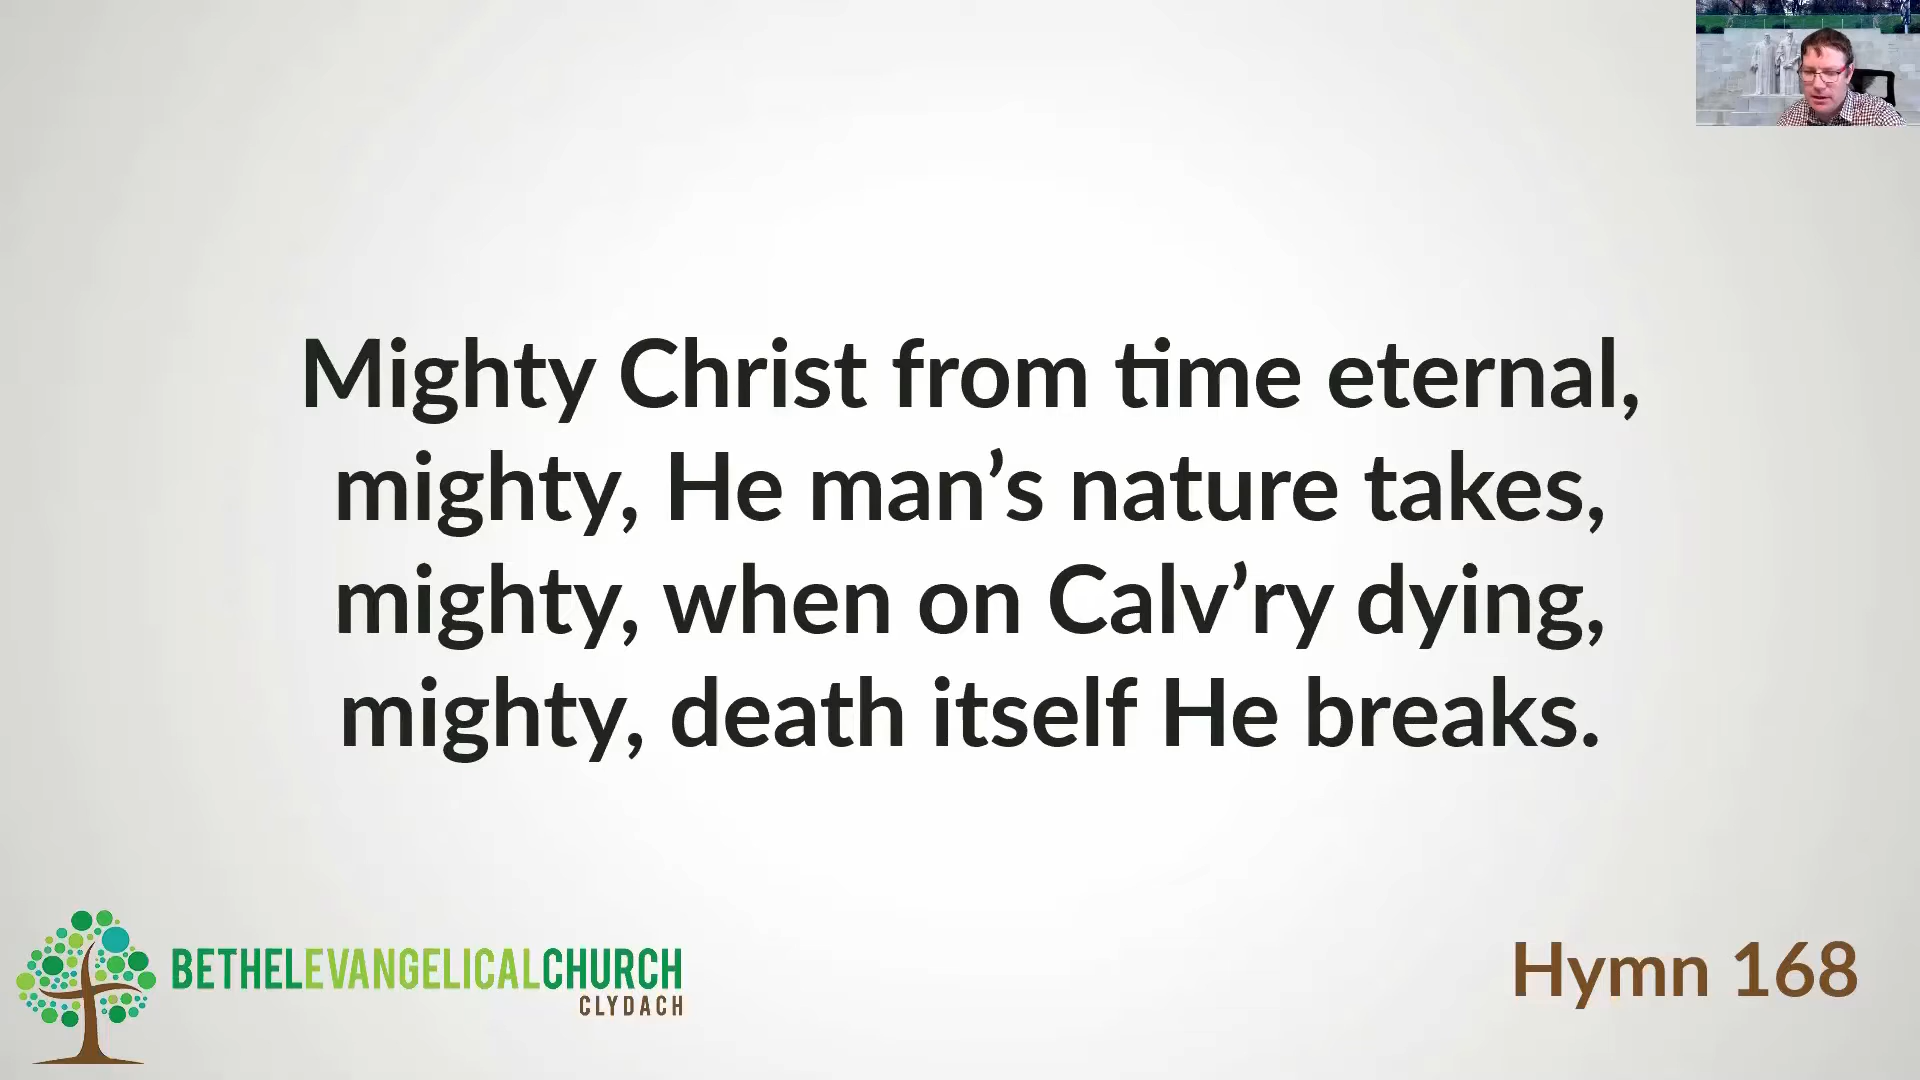 Mighty Christ from time eternal,
mighty, He man’s nature takes,
mighty, when on Calv’ry dying,
mighty, death itself He breaks.
BETHELEVANGELICALCHURCH
CLYDACH
Hymn 168